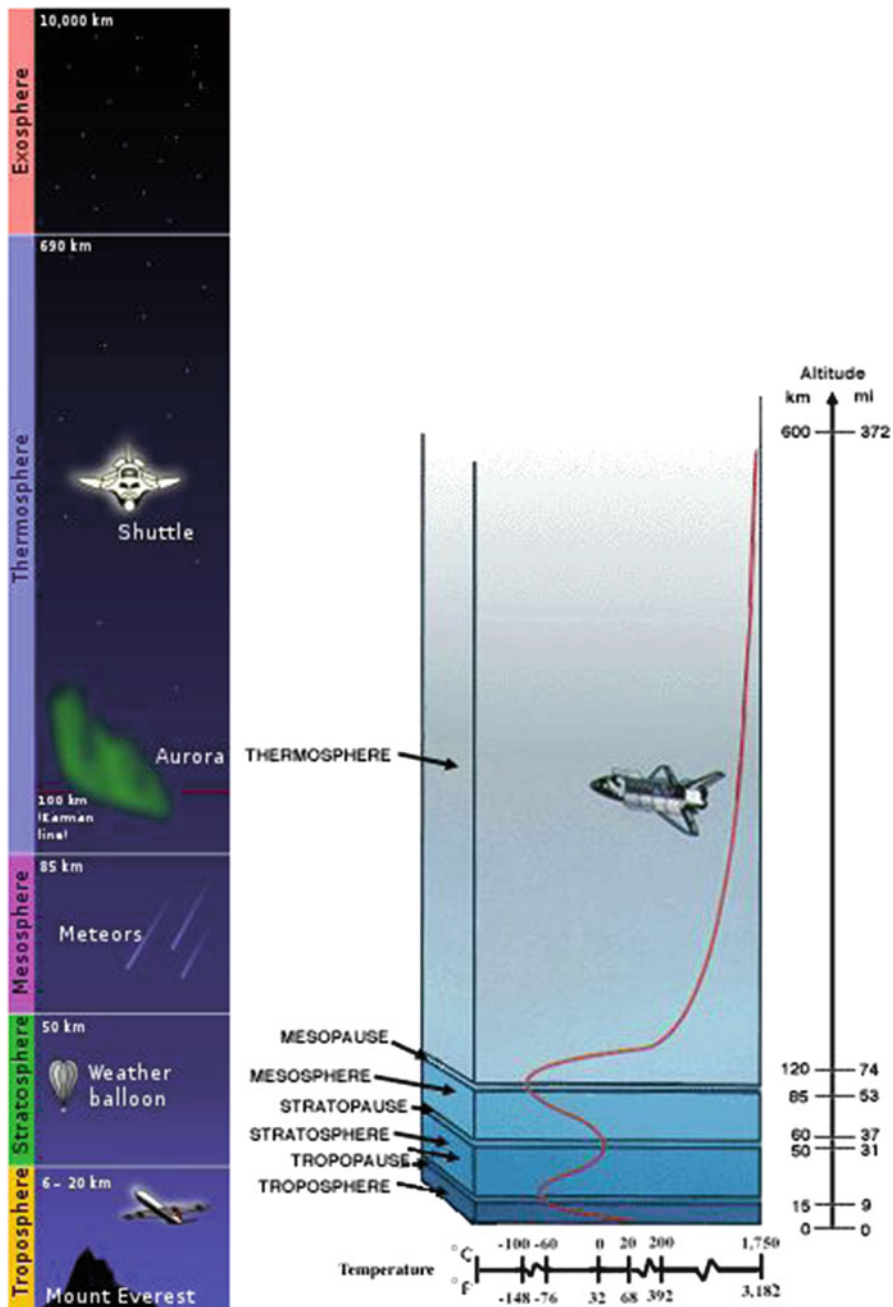 10,000 km
Exosphere
690 km
Thermosphere
Shuttle
Aurora
100 km
(Karman
line)
85 km
Mesosphere
Meteors
50 km
Stratosphere
Weather
balloon
6 – 20 km
Troposphere
Mount Everest
THERMOSPHERE
MESOPAUSE
MESOSPHERE
STRATOPAUSE
STRATOSPHERE
TROPOPAUSE
TROPOSPHERE
Altitude
km mi
600 372
120 74
85 53
60 37
50 31
15 9
0 0
Temperature
°C -100 -60 0 20 200 1,750
°F -148 -76 32 68 392 3,182